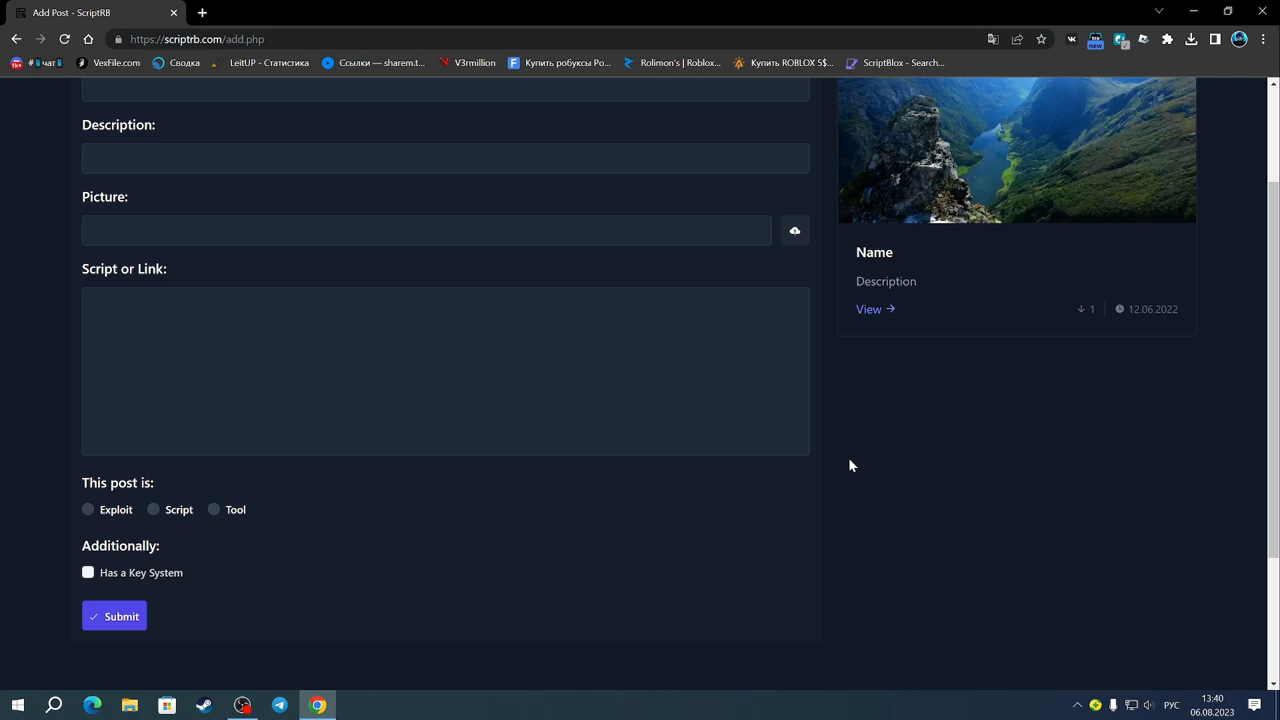 Add Post - ScriptRB
https://scriptrb.com/add.php
VexFile.com
Сводка
LeitUP - Статистика
Ссылки — sharem.t...
V3rmillion
Купить робуксы Ро...
Rolimon's | Roblox...
Купить ROBLOX 5$...
ScriptBlox - Search...
new
Description:
Picture:
Script or Link:
Name
Description
View →
1
12.06.2022
This post is:
Exploit
Script
Tool
Additionally:
Has a Key System
Submit
РУС
13:40
06.08.2023